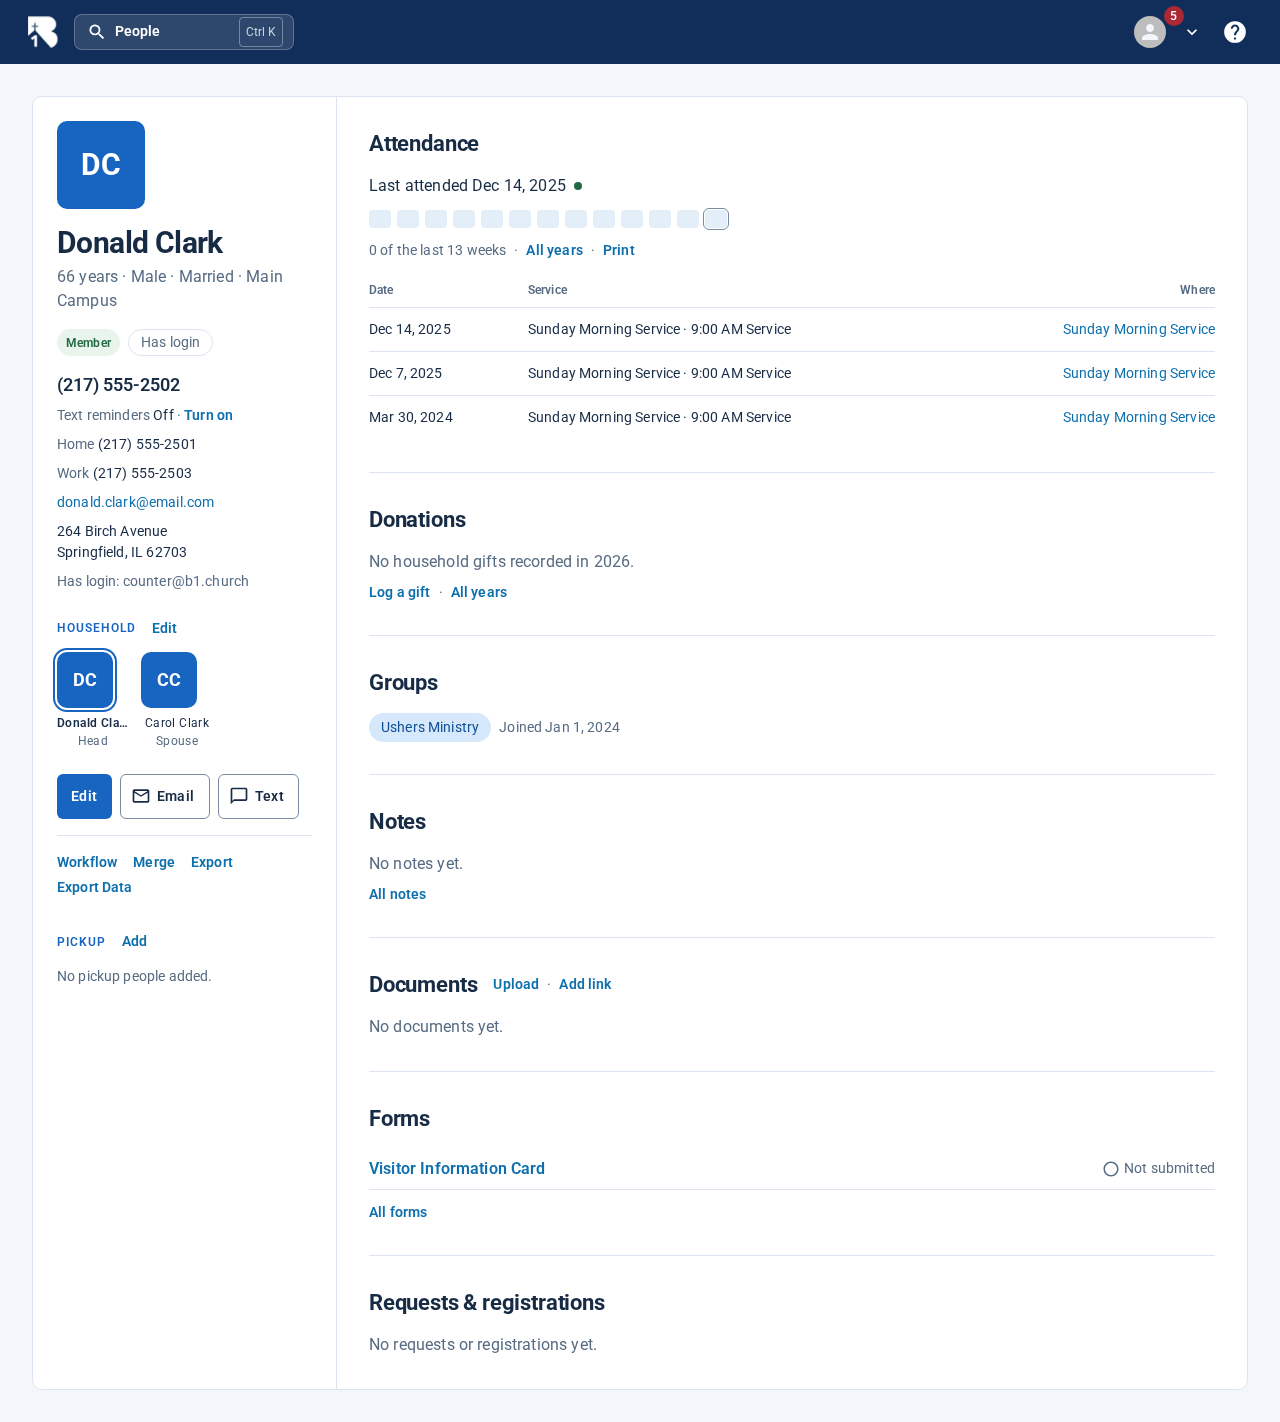 People
Ctrl K
5
DC
Donald Clark
66 years · Male · Married · Main
Campus
Member
Has login
(217) 555-2502
Text reminders Off · Turn on
Home (217) 555-2501
Work (217) 555-2503
donald.clark@email.com
264 Birch Avenue
Springfield, IL 62703
Has login: counter@b1.church
HOUSEHOLD Edit
DC CC
Donald Cla... Carol Clark
Head Spouse
Edit Email Text
Workflow Merge Export
Export Data
PICKUP Add
No pickup people added.
Attendance
Last attended Dec 14, 2025
0 of the last 13 weeks · All years · Print
Date Service Where
Dec 14, 2025 Sunday Morning Service · 9:00 AM Service Sunday Morning Service
Dec 7, 2025 Sunday Morning Service · 9:00 AM Service Sunday Morning Service
Mar 30, 2024 Sunday Morning Service · 9:00 AM Service Sunday Morning Service
Donations
No household gifts recorded in 2026.
Log a gift · All years
Groups
Ushers Ministry Joined Jan 1, 2024
Notes
No notes yet.
All notes
Documents Upload · Add link
No documents yet.
Forms
Visitor Information Card Not submitted
All forms
Requests & registrations
No requests or registrations yet.